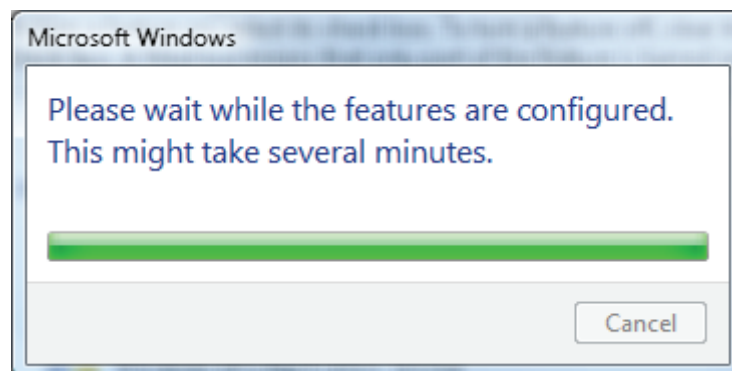 Microsoft Windows
Please wait while the features are configured.
This might take several minutes.
Cancel